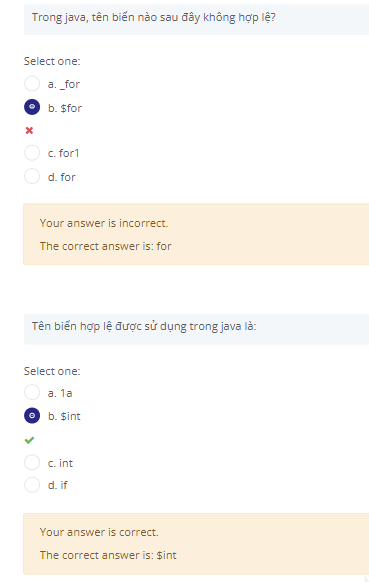 Trong java, tên biến nào sau đây không hợp lệ?
Select one:
a. _for
b. $for
c. for1
d. for
Your answer is incorrect.
The correct answer is: for
Tên biến hợp lệ được sử dụng trong java là:
Select one:
a. 1a
b. $int
c. int
d. if
Your answer is correct.
The correct answer is: $int